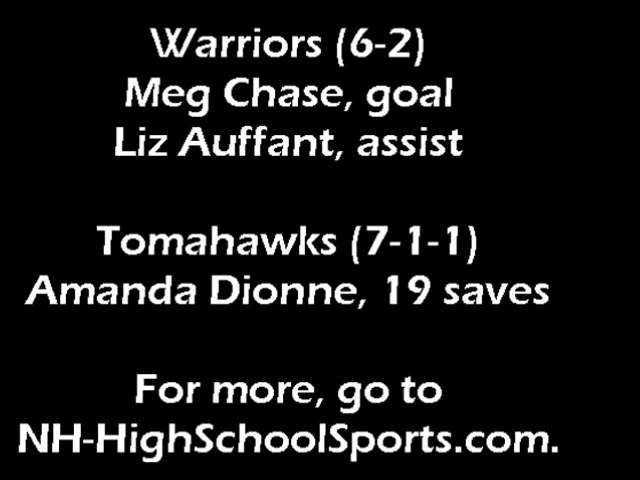 Warriors (6-2)
Meg Chase, goal
Liz Auffant, assist
Tomahawks (7-1-1)
Amanda Dionne, 19 saves
For more, go to
NH-HighSchoolSports.com.